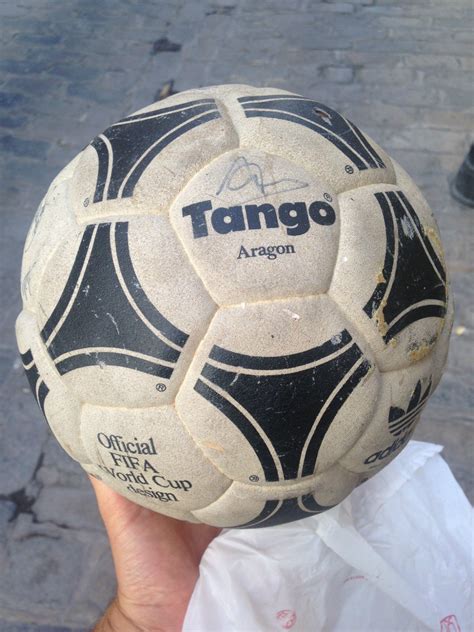 Tango®
Aragon
®
®
®
Official
FIFA
World Cup
design
adidas